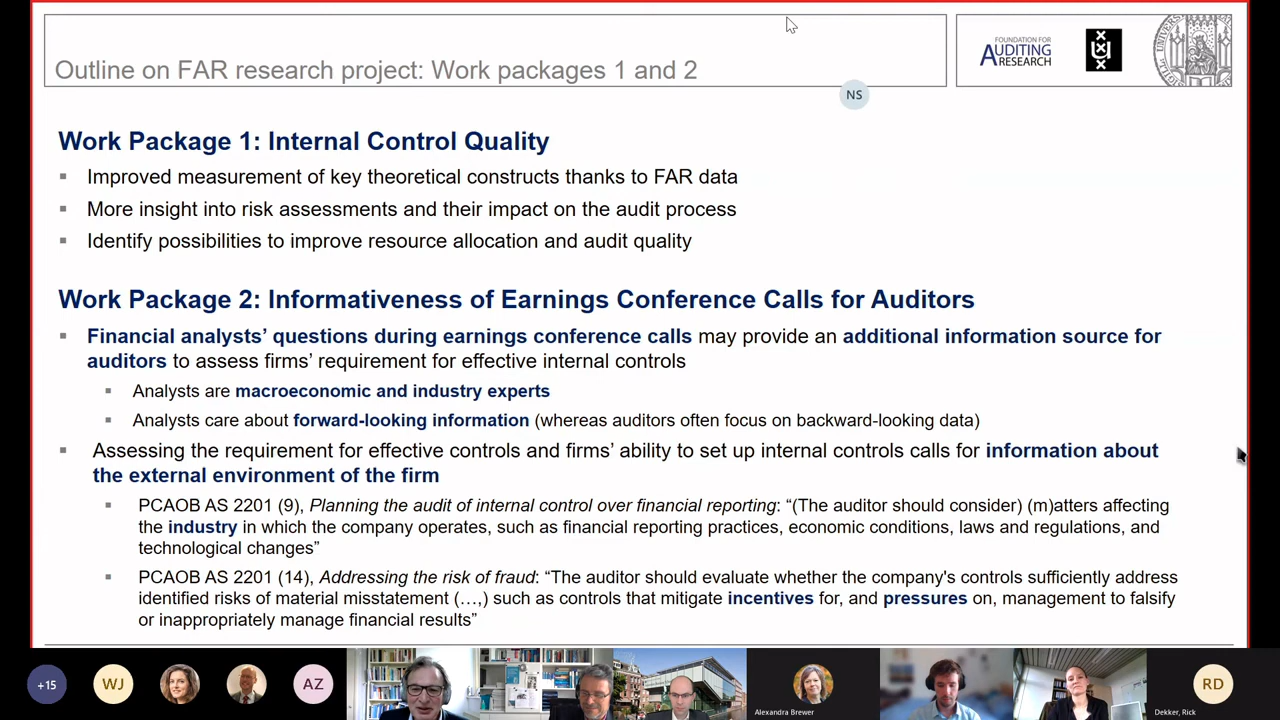 Outline on FAR research project: Work packages 1 and 2
FOUNDATION FOR
AUDITING
RESEARCH
NS
Work Package 1: Internal Control Quality
Improved measurement of key theoretical constructs thanks to FAR data
More insight into risk assessments and their impact on the audit process
Identify possibilities to improve resource allocation and audit quality
Work Package 2: Informativeness of Earnings Conference Calls for Auditors
Financial analysts’ questions during earnings conference calls may provide an additional information source for
auditors to assess firms’ requirement for effective internal controls
Analysts are macroeconomic and industry experts
Analysts care about forward-looking information (whereas auditors often focus on backward-looking data)
Assessing the requirement for effective controls and firms’ ability to set up internal controls calls for information about
the external environment of the firm
PCAOB AS 2201 (9), Planning the audit of internal control over financial reporting: “(The auditor should consider) (m)atters affecting
the industry in which the company operates, such as financial reporting practices, economic conditions, laws and regulations, and
technological changes”
PCAOB AS 2201 (14), Addressing the risk of fraud: “The auditor should evaluate whether the company's controls sufficiently address
identified risks of material misstatement (…,) such as controls that mitigate incentives for, and pressures on, management to falsify
or inappropriately manage financial results”
+15
WJ
AZ
Alexandra Brewer
RD
Dekker, Rick